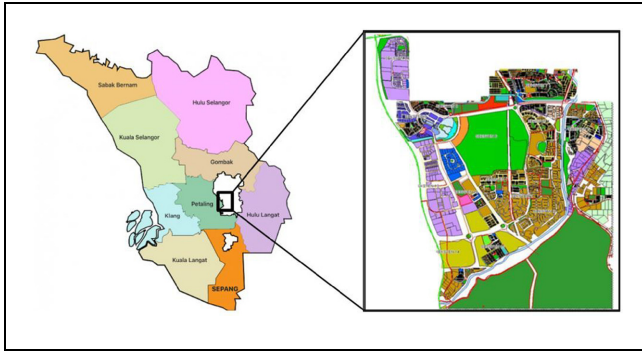 Sabak Bernam
Hulu Selangor
Kuala Selangor
Gombak
Petaling
Klang
Hulu Langat
Kuala Langat
SEPANG